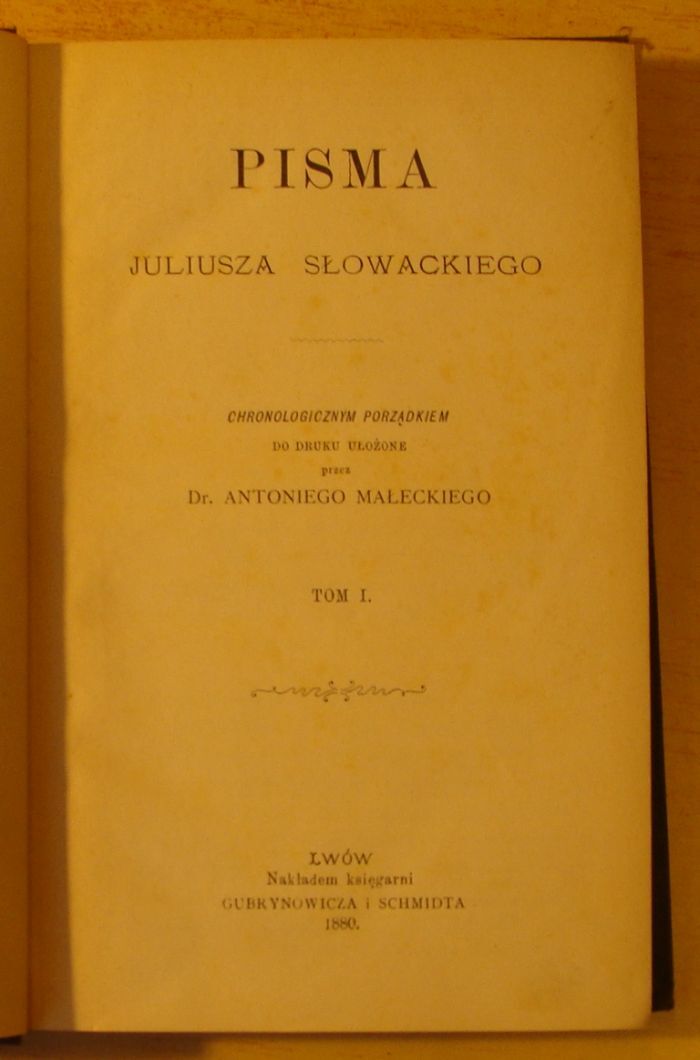 PISMA
JULIUSZA SŁOWACKIEGO
CHRONOLOGICZNYM PORZĄDKIEM
DO DRUKU UŁOŻONE
przez
Dr. ANTONIEGO MAŁECKIEGO
TOM I.
LWÓW
Nakładem księgarni
GUBRYNOWICZA i SCHMIDTA
1880.